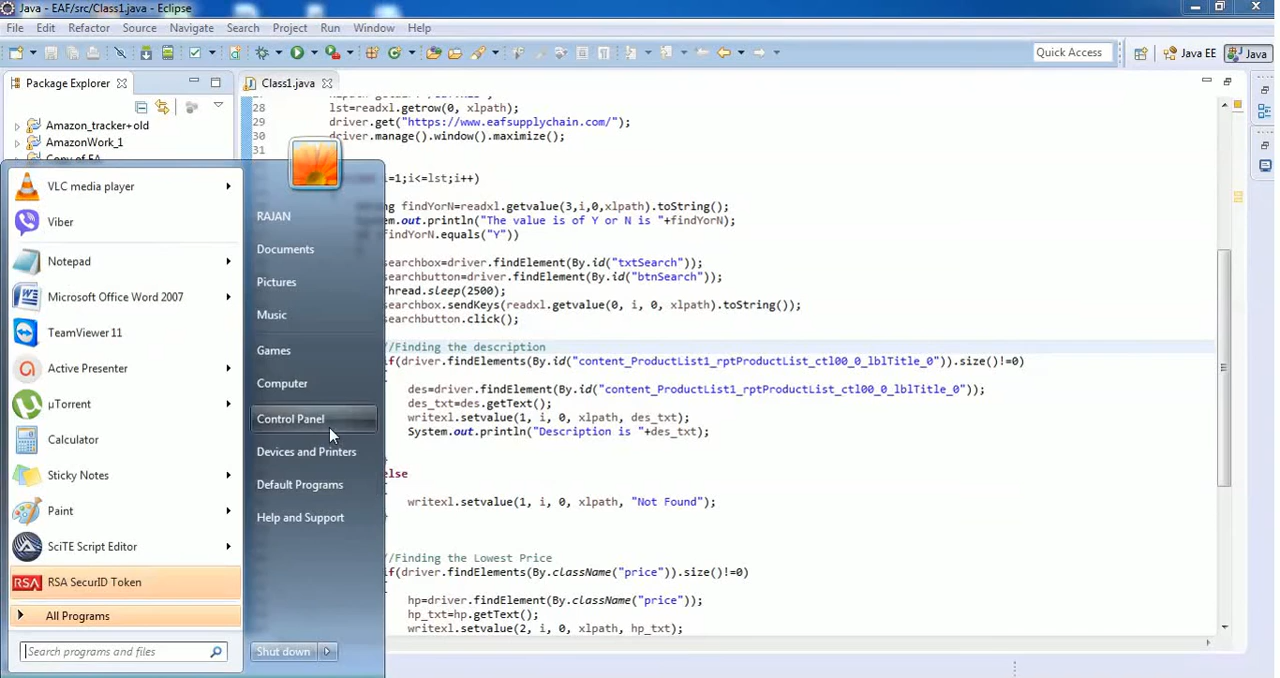 Java - EAF/src/Class1.java - Eclipse
File Edit Refactor Source Navigate Search Project Run Window Help
Quick Access
Java EE
Java
Package Explorer
Class1.java
Amazon_tracker+old
AmazonWork_1
28 lst=readxl.getrow(0, xlpath);
29 driver.get("https://www.eafsupplychain.com/");
30 driver.manage().window().maximize();
31
=1;i<=lst;i++)
ng findYorN=readxl.getvalue(3,i,0,xlpath).toString();
em.out.println("The value is of Y or N is "+findYorN);
findYorN.equals("Y"))
searchbox=driver.findElement(By.id("txtSearch"));
searchbutton=driver.findElement(By.id("btnSearch"));
Thread.sleep(2500);
searchbox.sendKeys(readxl.getvalue(0, i, 0, xlpath).toString());
searchbutton.click();
//Finding the description
if(driver.findElements(By.id("content_ProductList1_rptProductList_ctl00_0_lblTitle_0")).size()!=0)
des=driver.findElement(By.id("content_ProductList1_rptProductList_ctl00_0_lblTitle_0"));
des_txt=des.getText();
writexl.setvalue(1, i, 0, xlpath, des_txt);
System.out.println("Description is "+des_txt);
else
writexl.setvalue(1, i, 0, xlpath, "Not Found");
//Finding the Lowest Price
if(driver.findElements(By.className("price")).size()!=0)
hp=driver.findElement(By.className("price"));
hp_txt=hp.getText();
writexl.setvalue(2, i, 0, xlpath, hp_txt);
VLC media player
Viber
Notepad
Microsoft Office Word 2007
TeamViewer 11
Active Presenter
µTorrent
Calculator
Sticky Notes
Paint
SciTE Script Editor
RSA RSA SecurID Token
All Programs
Search programs and files
RAJAN
Documents
Pictures
Music
Games
Computer
Control Panel
Devices and Printers
Default Programs
Help and Support
Shut down